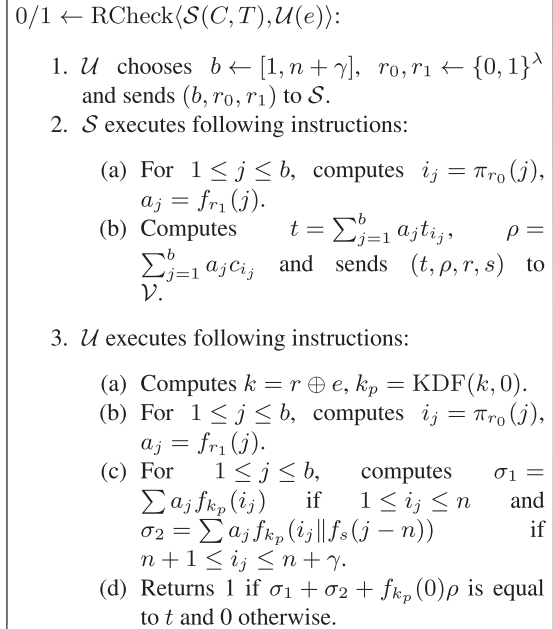 0/1 ← RCheck⟨𝒮(C, T), 𝒰(e)⟩:
1. 𝒰 chooses b ← [1, n + γ], r₀, r₁ ← {0, 1}^λ
and sends (b, r₀, r₁) to 𝒮.
2. 𝒮 executes following instructions:
(a) For 1 ≤ j ≤ b, computes i_j = π_{r₀}(j),
a_j = f_{r₁}(j).
(b) Computes t = ∑_{j=1}^{b} a_j t_{i_j}, ρ =
∑_{j=1}^{b} a_j c_{i_j} and sends (t, ρ, r, s) to
𝒱.
3. 𝒰 executes following instructions:
(a) Computes k = r ⊕ e, k_p = KDF(k, 0).
(b) For 1 ≤ j ≤ b, computes i_j = π_{r₀}(j),
a_j = f_{r₁}(j).
(c) For 1 ≤ j ≤ b, computes σ₁ =
∑ a_j f_{k_p}(i_j) if 1 ≤ i_j ≤ n and
σ₂ = ∑ a_j f_{k_p}(i_j‖f_s(j − n)) if
n + 1 ≤ i_j ≤ n + γ.
(d) Returns 1 if σ₁ + σ₂ + f_{k_p}(0)ρ is equal
to t and 0 otherwise.